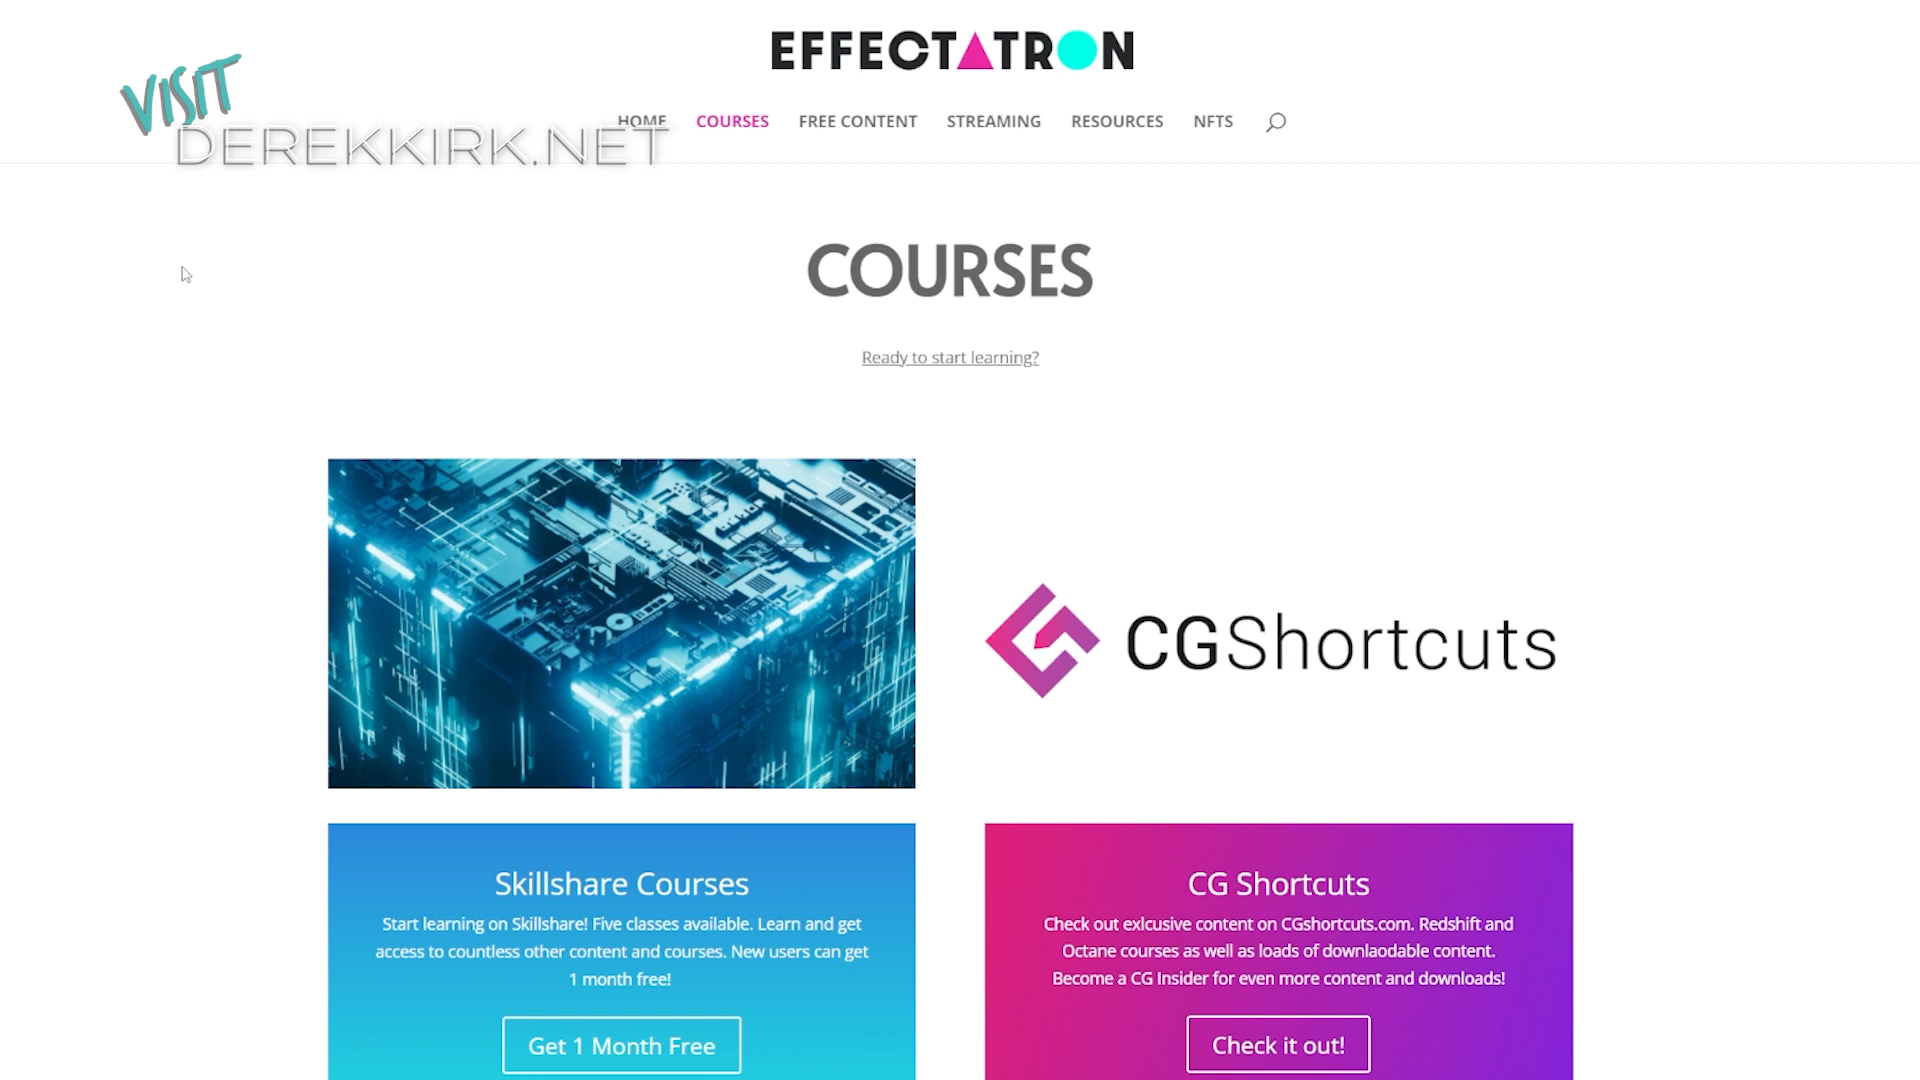 EFFECTATRON
VISIT
DEREKKIRK.NET
HOME COURSES FREE CONTENT STREAMING RESOURCES NFTS
COURSES
Ready to start learning?
CGShortcuts
Skillshare Courses
Start learning on Skillshare! Five classes available. Learn and get
access to countless other content and courses. New users can get
1 month free!
Get 1 Month Free
CG Shortcuts
Check out exlcusive content on CGshortcuts.com. Redshift and
Octane courses as well as loads of downlaodable content.
Become a CG Insider for even more content and downloads!
Check it out!